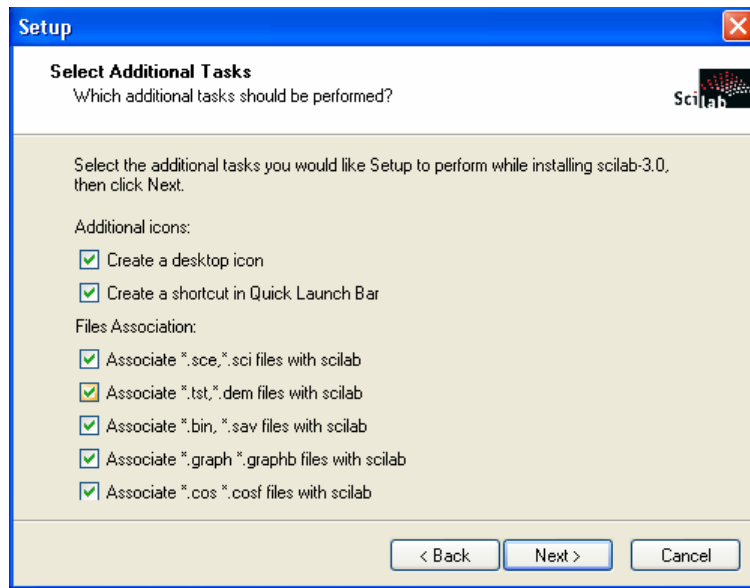 Setup
Select Additional Tasks
Which additional tasks should be performed?
Scilab
Select the additional tasks you would like Setup to perform while installing scilab-3.0,
then click Next.
Additional icons:
Create a desktop icon
Create a shortcut in Quick Launch Bar
Files Association:
Associate *.sce,*.sci files with scilab
Associate *.tst,*.dem files with scilab
Associate *.bin, *.sav files with scilab
Associate *.graph *.graphb files with scilab
Associate *.cos *.cosf files with scilab
< Back Next > Cancel